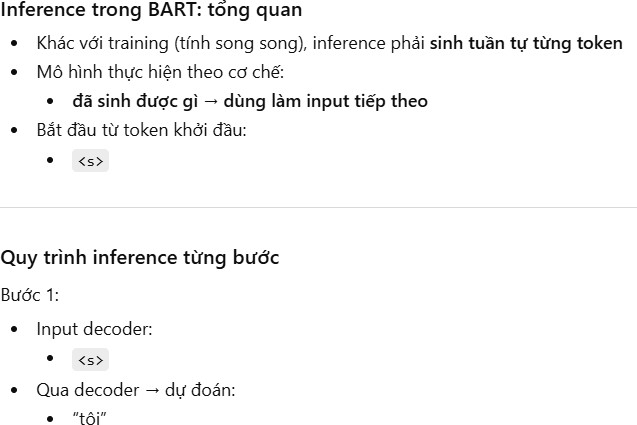 Inference trong BART: tổng quan
• Khác với training (tính song song), inference phải sinh tuần tự từng token
• Mô hình thực hiện theo cơ chế:
• đã sinh được gì → dùng làm input tiếp theo
• Bắt đầu từ token khởi đầu:
• <s>
Quy trình inference từng bước
Bước 1:
• Input decoder:
• <s>
• Qua decoder → dự đoán:
• “tôi”